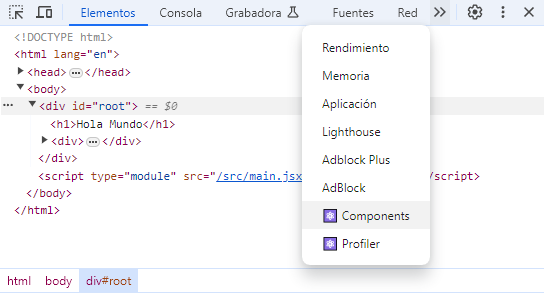 Elementos Consola Grabadora Fuentes Red
<!DOCTYPE html>
<html lang="en">
<head> ⋯ </head>
<body>
<div id="root"> == $0
<h1>Hola Mundo</h1>
<div> ⋯ </div>
</div>
<script type="module" src="/src/main.jsx </script>
</body>
</html>
Rendimiento
Memoria
Aplicación
Lighthouse
Adblock Plus
AdBlock
Components
Profiler
html body div#root